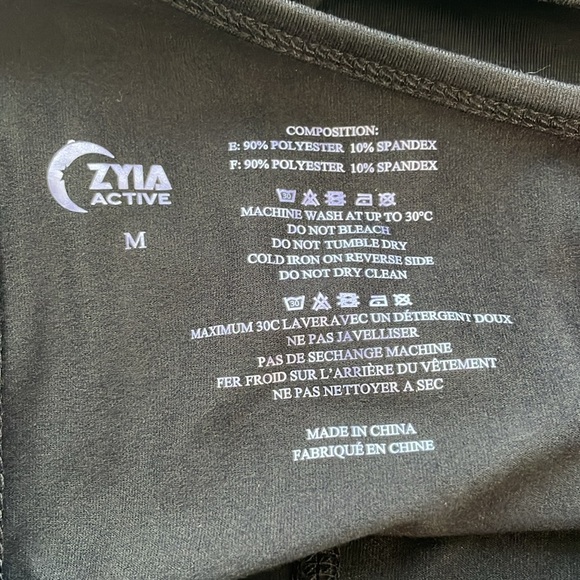 ZYIA
ACTIVE
M
COMPOSITION:
E: 90% POLYESTER 10% SPANDEX
F: 90% POLYESTER 10% SPANDEX
30
MACHINE WASH AT UP TO 30°C
DO NOT BLEACH
DO NOT TUMBLE DRY
COLD IRON ON REVERSE SIDE
DO NOT DRY CLEAN
30
MAXIMUM 30C LAVER AVEC UN DÉTERGENT DOUX
NE PAS JAVELLISER
PAS DE SECHANGE MACHINE
FER FROID SUR L'ARRIÈRE DU VÊTEMENT
NE PAS NETTOYER A SEC
MADE IN CHINA
FABRIQUÉ EN CHINE